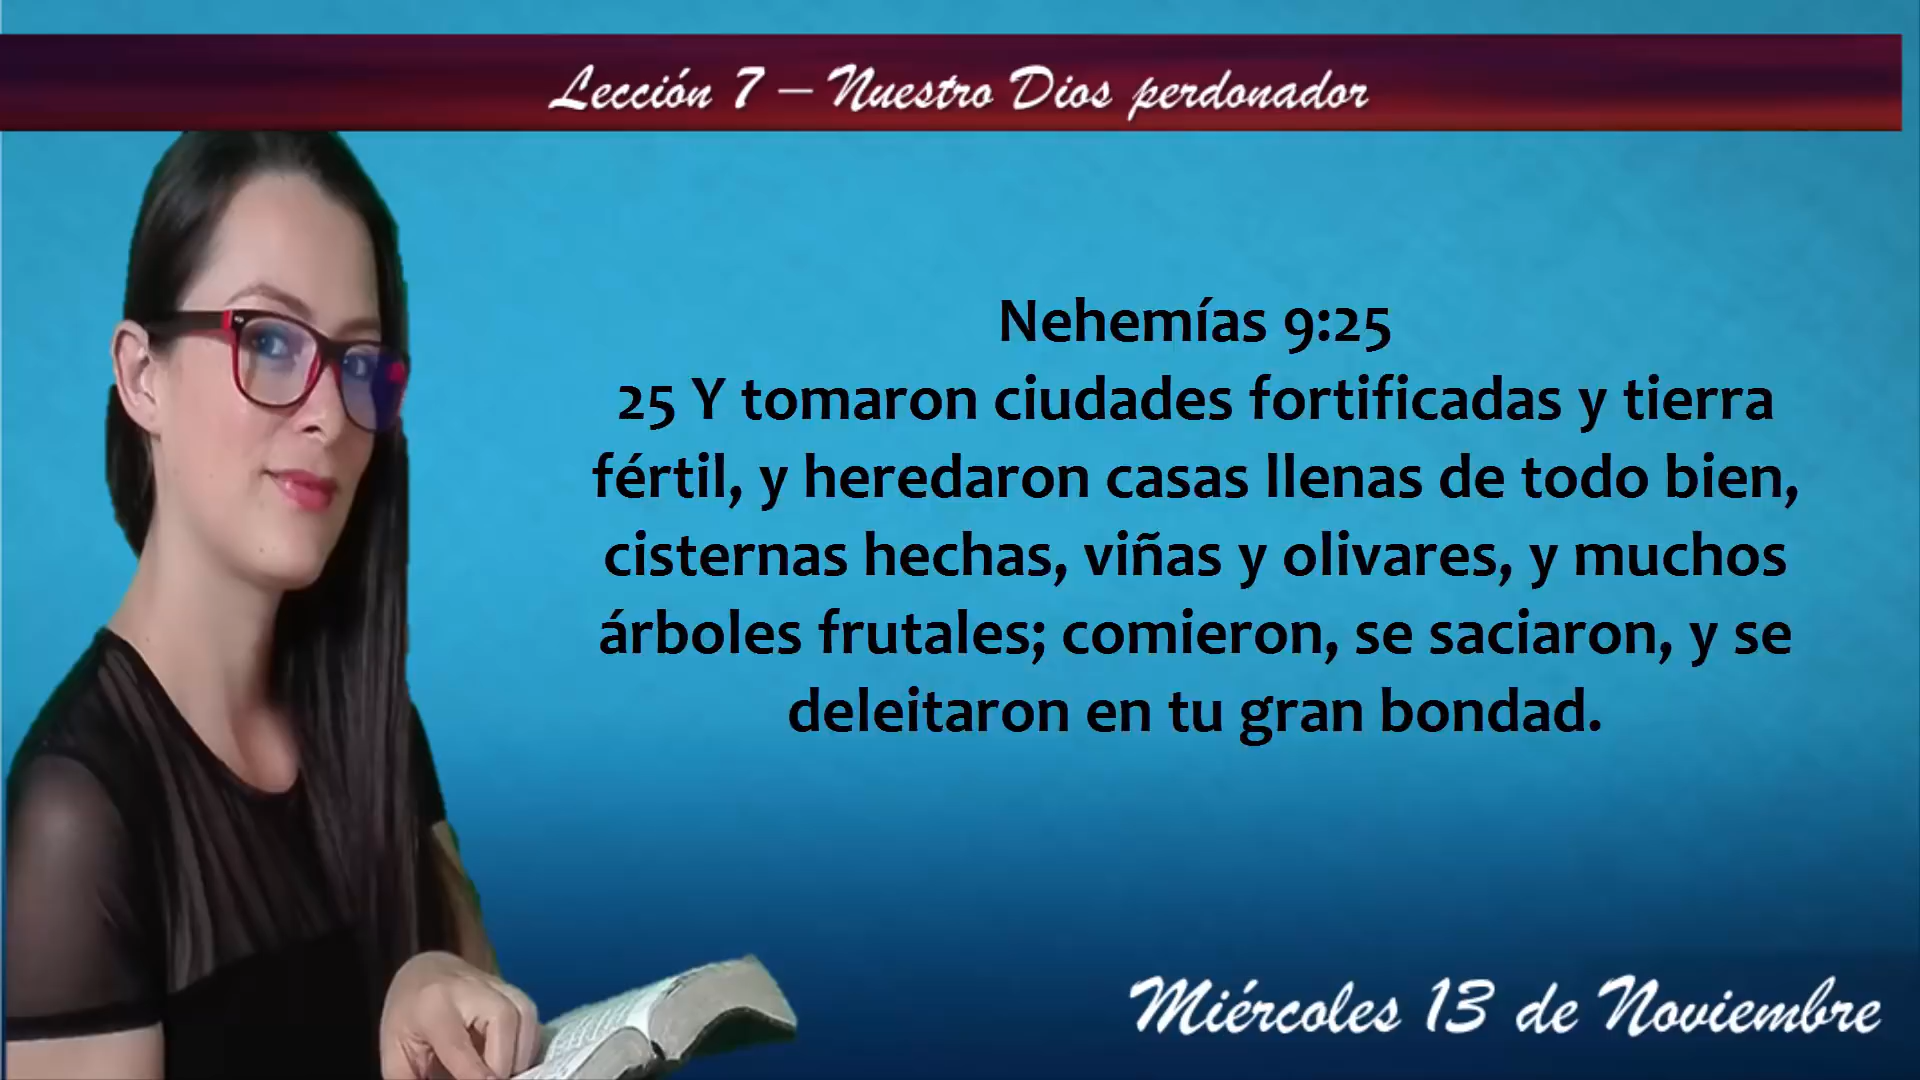 Lección 7 – Nuestro Dios perdonador
Nehemías 9:25
25 Y tomaron ciudades fortificadas y tierra
fértil, y heredaron casas llenas de todo bien,
cisternas hechas, viñas y olivares, y muchos
árboles frutales; comieron, se saciaron, y se
deleitaron en tu gran bondad.
Miércoles 13 de Noviembre